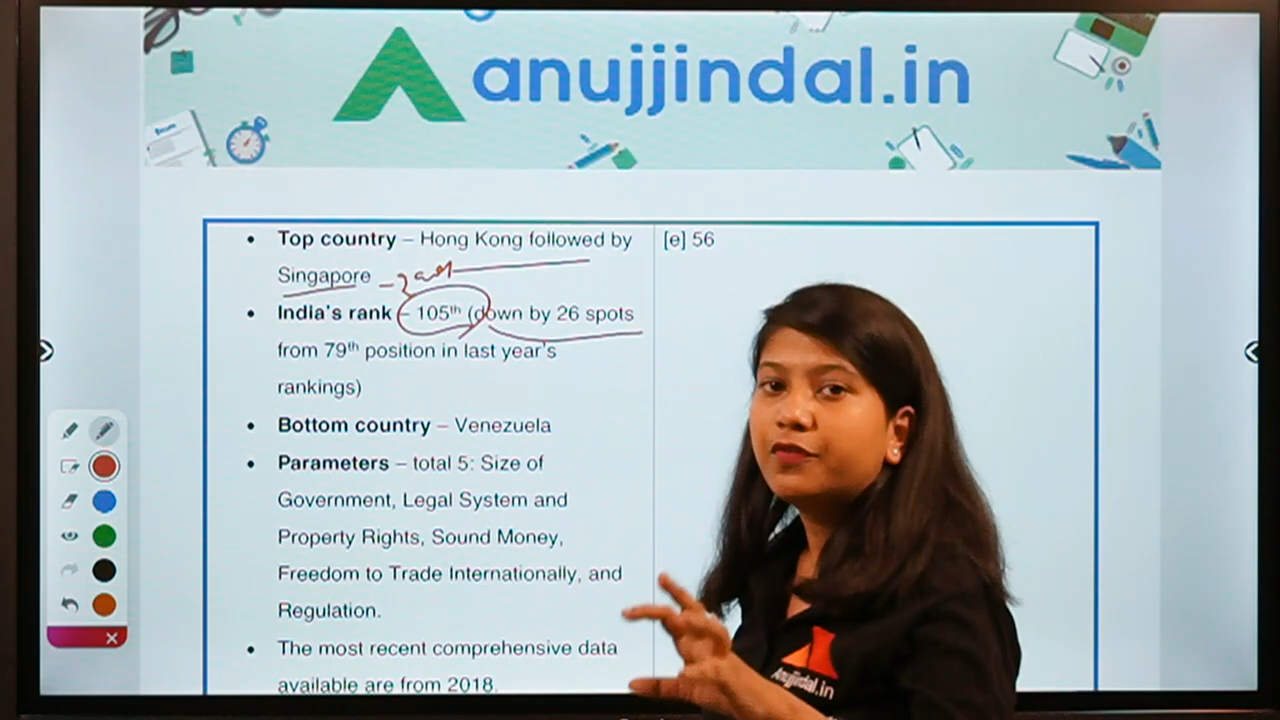 anujjindal.in
• Top country – Hong Kong followed by
Singapore
• India's rank – 105th (down by 26 spots
from 79th position in last year's
rankings)
• Bottom country – Venezuela
• Parameters – total 5: Size of
Government, Legal System and
Property Rights, Sound Money,
Freedom to Trade Internationally, and
Regulation.
• The most recent comprehensive data
available are from 2018.
[e] 56
Anujjindal.in